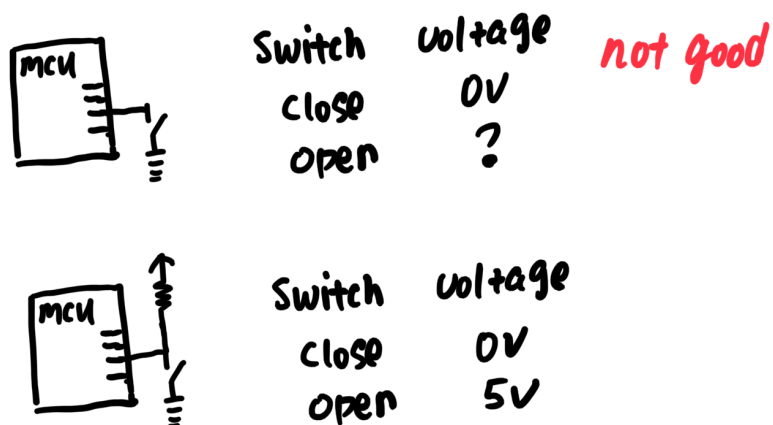 mcu
switch voltage
close 0V
open ?
not good
mcu
switch voltage
close 0V
open 5V